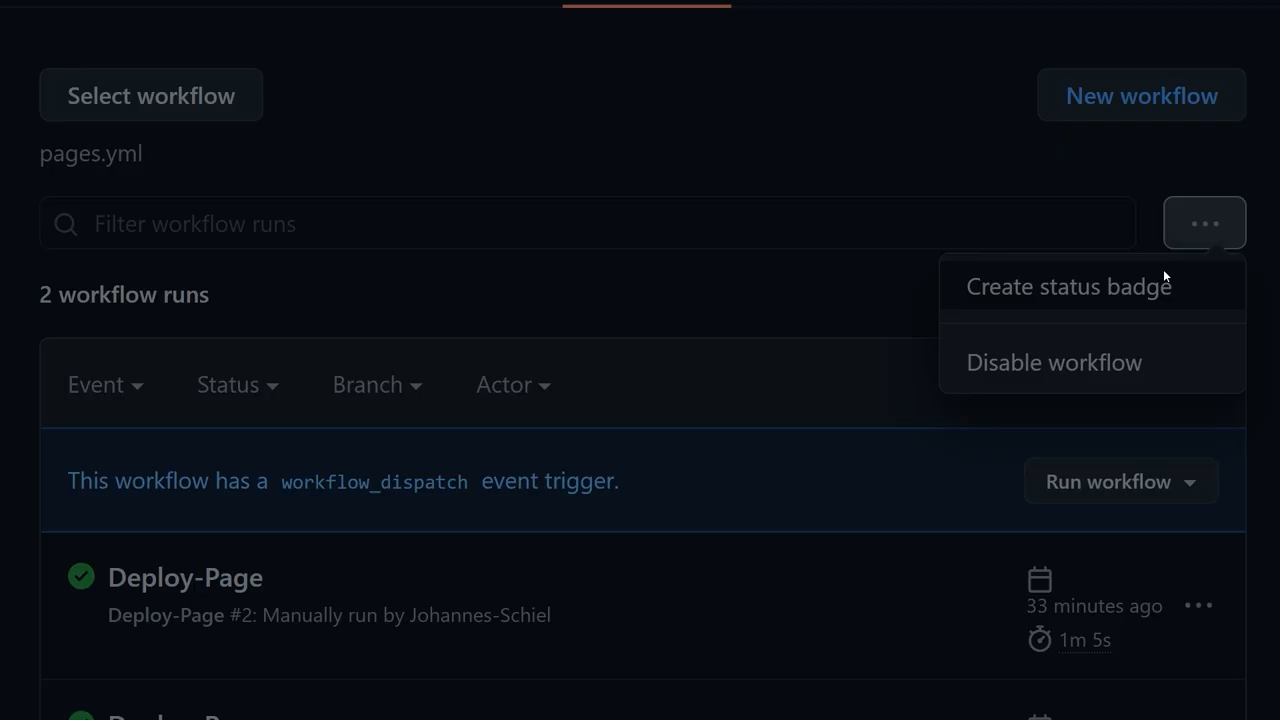 Select workflow
New workflow
pages.yml
Filter workflow runs
Create status badge
2 workflow runs
Disable workflow
Event
Status
Branch
Actor
This workflow has a workflow_dispatch event trigger.
Run workflow
Deploy-Page
Deploy-Page #2: Manually run by Johannes-Schiel
33 minutes ago
1m 5s